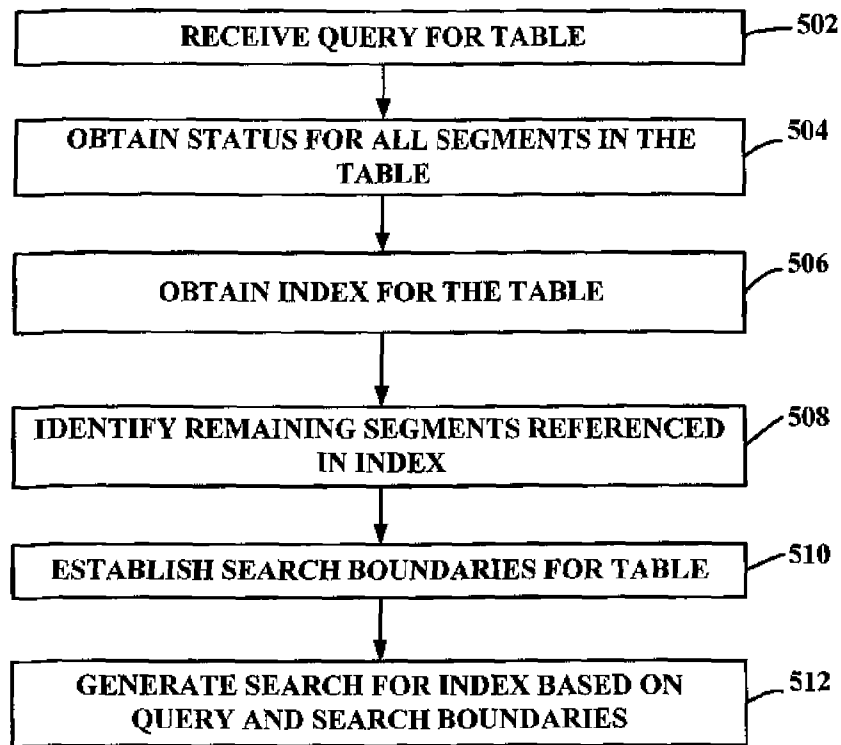 RECEIVE QUERY FOR TABLE
502
OBTAIN STATUS FOR ALL SEGMENTS IN THE
TABLE
504
OBTAIN INDEX FOR THE TABLE
506
IDENTIFY REMAINING SEGMENTS REFERENCED
IN INDEX
508
ESTABLISH SEARCH BOUNDARIES FOR TABLE
510
GENERATE SEARCH FOR INDEX BASED ON
QUERY AND SEARCH BOUNDARIES
512